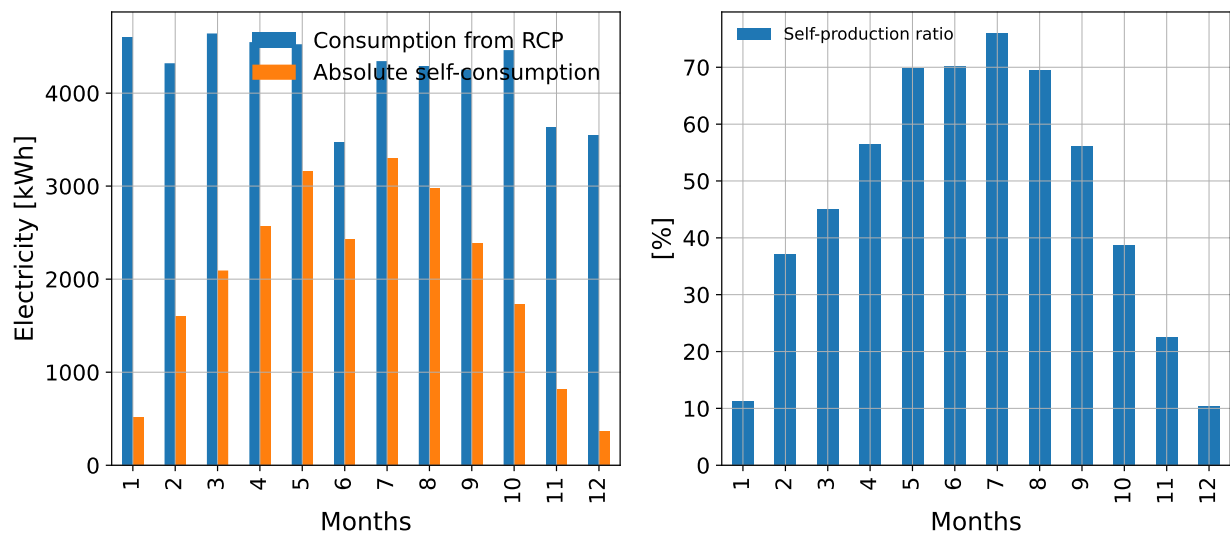 Consumption from RCP
Absolute self-consumption
Electricity [kWh]
4000
3000
2000
1000
0
1 2 3 4 5 6 7 8 9 10 11 12
Months
Self-production ratio
[%]
70
60
50
40
30
20
10
0
1 2 3 4 5 6 7 8 9 10 11 12
Months